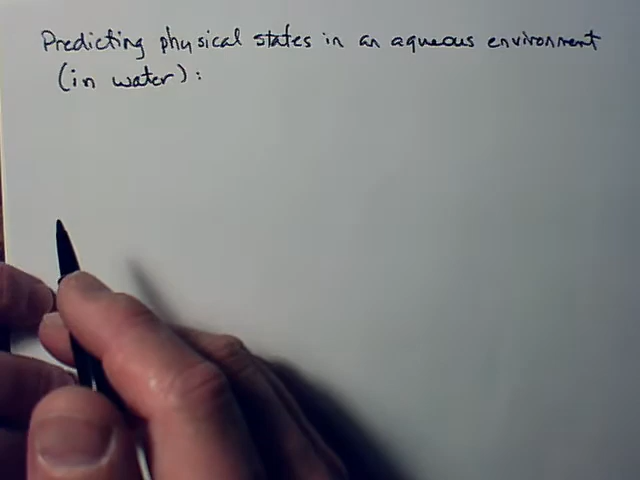 Predicting physical states in an aqueous environment
(in water):